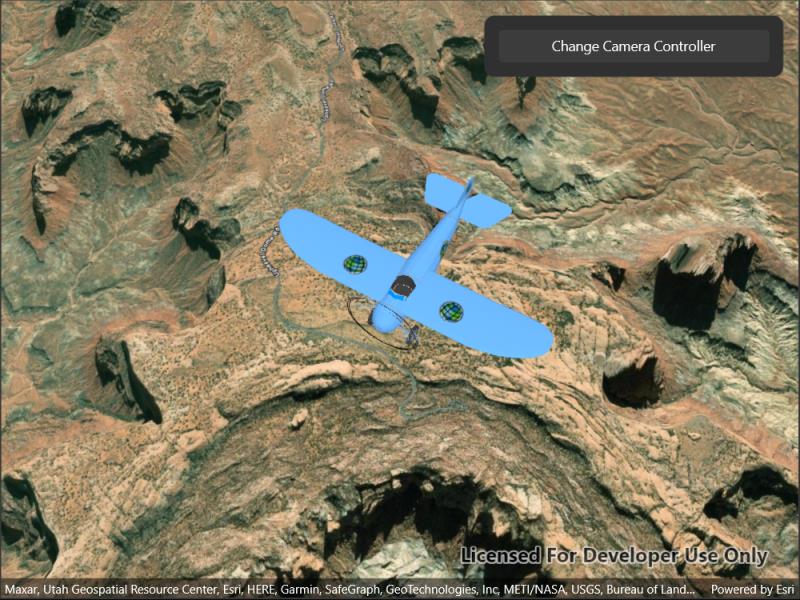 Change Camera Controller
Licensed For Developer Use Only
Maxar, Utah Geospatial Resource Center, Esri, HERE, Garmin, SafeGraph, GeoTechnologies, Inc, METI/NASA, USGS, Bureau of Land... Powered by Esri